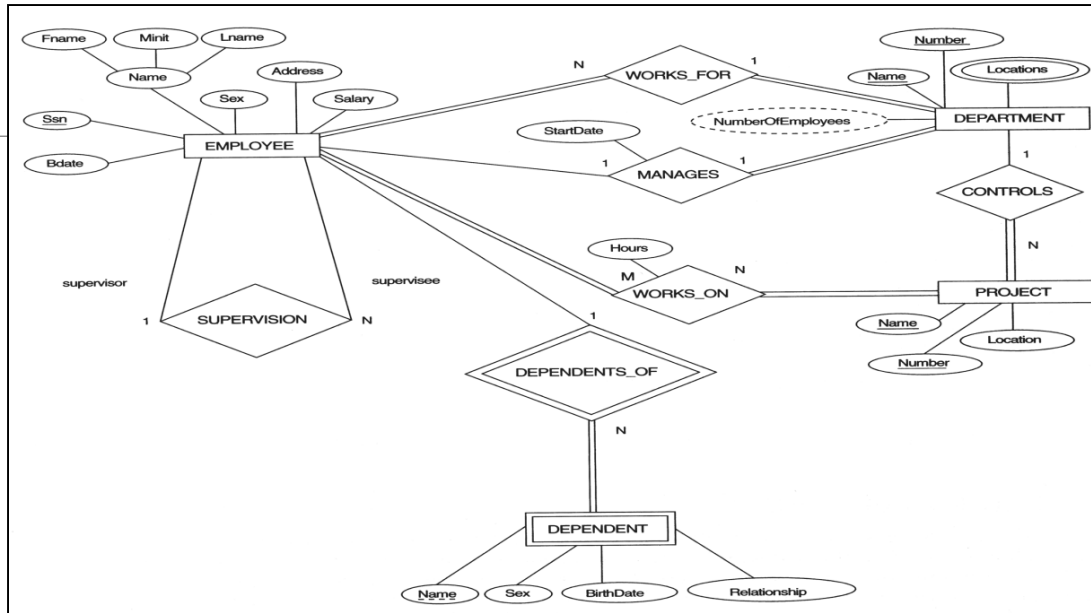 Fname
Minit
Lname
Name
Address
Sex
Salary
Ssn
Bdate
EMPLOYEE
N
WORKS_FOR
1
Number
Name
Locations
NumberOfEmployees
DEPARTMENT
StartDate
1
MANAGES
1
1
CONTROLS
N
supervisor
supervisee
1
SUPERVISION
N
Hours
M
WORKS_ON
N
PROJECT
Name
Number
Location
1
DEPENDENTS_OF
N
DEPENDENT
Name
Sex
BirthDate
Relationship